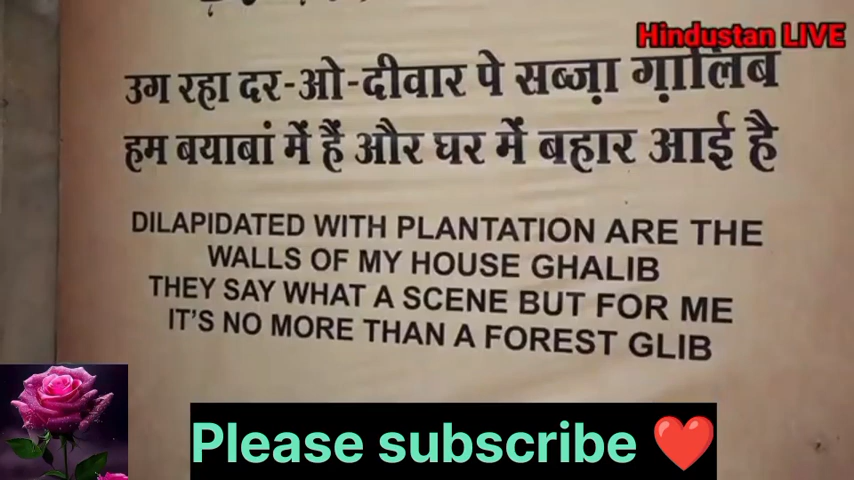 Hindustan LIVE
उग रहा दर-ओ-दीवार पे सब्ज़ा ग़ालिब
हम बयाबां में हैं और घर में बहार आई है
DILAPIDATED WITH PLANTATION ARE THE
WALLS OF MY HOUSE GHALIB
THEY SAY WHAT A SCENE BUT FOR ME
IT'S NO MORE THAN A FOREST GLIB
Please subscribe ❤️